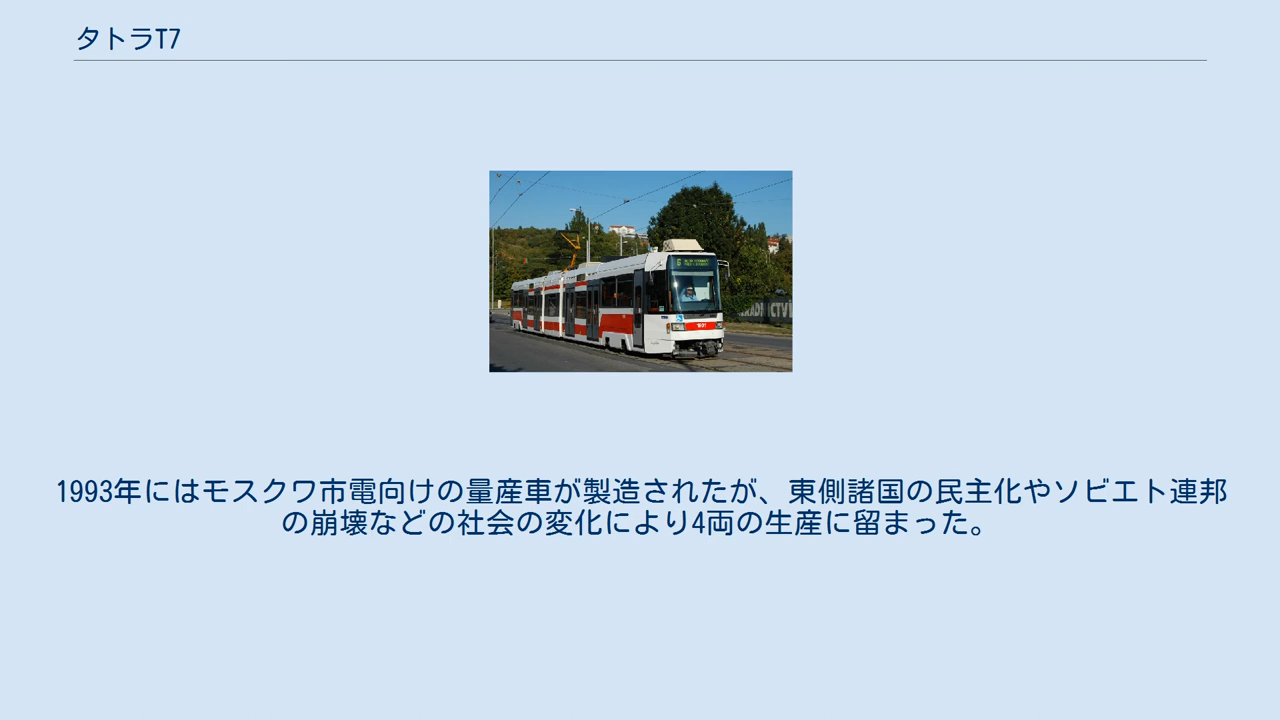 タトラT7
1993年にはモスクワ市電向けの量産車が製造されたが、東側諸国の民主化やソビエト連邦
の崩壊などの社会の変化により4両の生産に留まった。